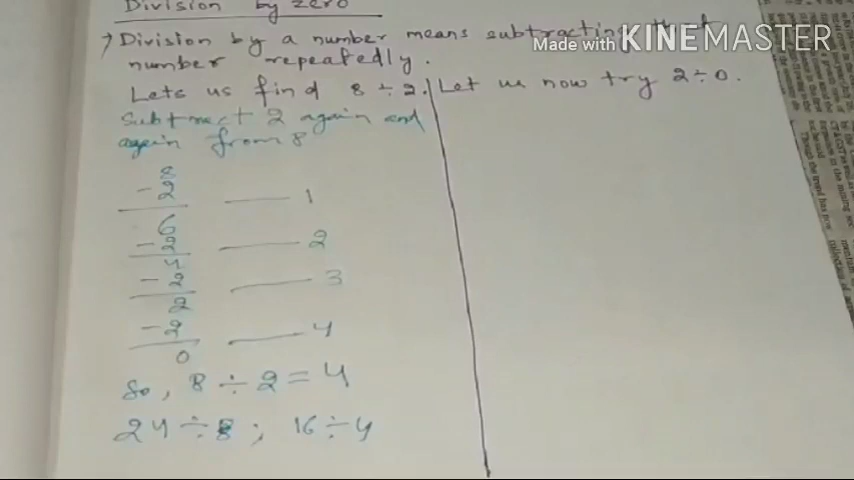 Division by zero
→ Division by a number means subtracting that
number repeatedly.
Made with KINEMASTER
Lets us find 8 ÷ 2.
Subtract 2 again and
again from 8
8
- 2 —— 1
6
- 2 —— 2
4
- 2 —— 3
2
- 2 —— 4
0
So, 8 ÷ 2 = 4
24 ÷ 8 ; 16 ÷ 4
Let us now try 2 ÷ 0.